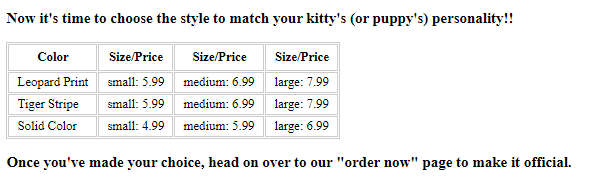 Now it's time to choose the style to match your kitty's (or puppy's) personality!!
Color Size/Price Size/Price Size/Price
Leopard Print small: 5.99 medium: 6.99 large: 7.99
Tiger Stripe small: 5.99 medium: 6.99 large: 7.99
Solid Color small: 4.99 medium: 5.99 large: 6.99
Once you've made your choice, head on over to our "order now" page to make it official.